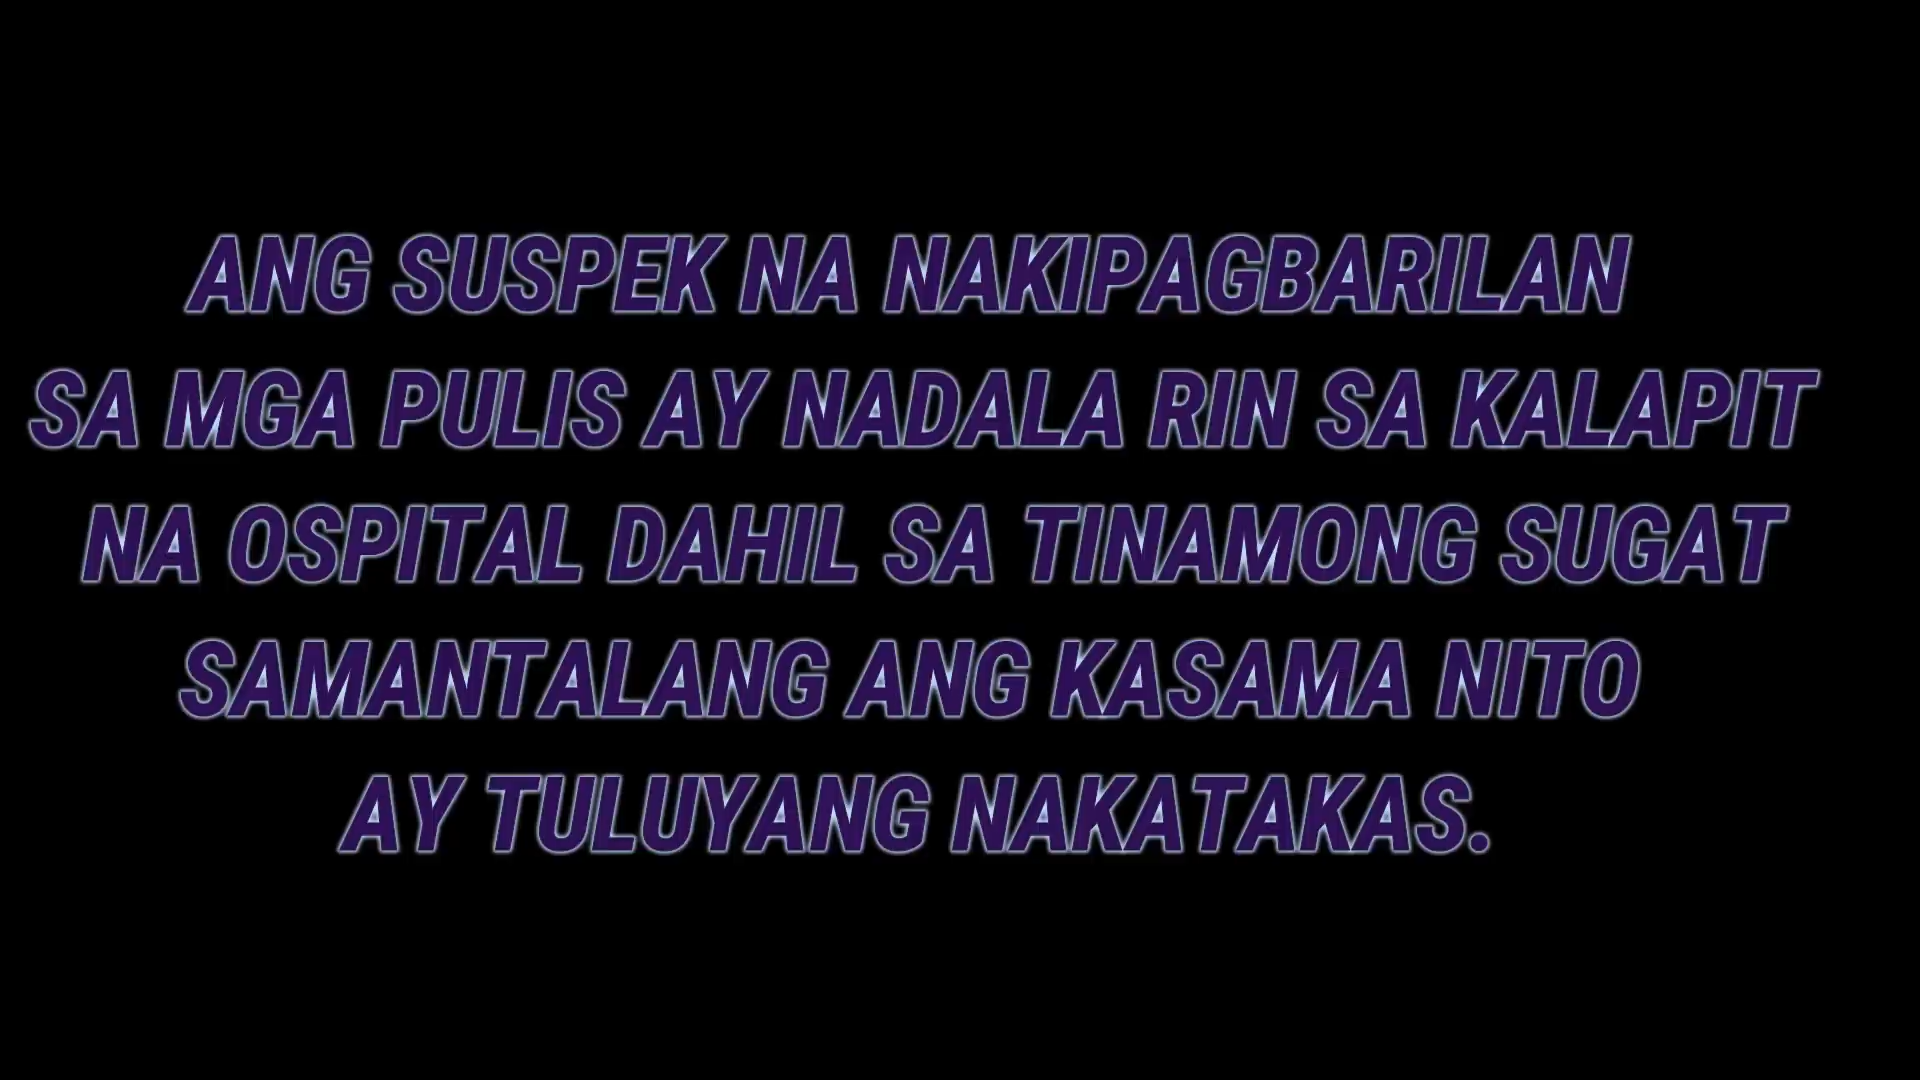 ANG SUSPEK NA NAKIPAGBARILAN
SA MGA PULIS AY NADALA RIN SA KALAPIT
NA OSPITAL DAHIL SA TINAMONG SUGAT
SAMANTALANG ANG KASAMA NITO
AY TULUYANG NAKATAKAS.